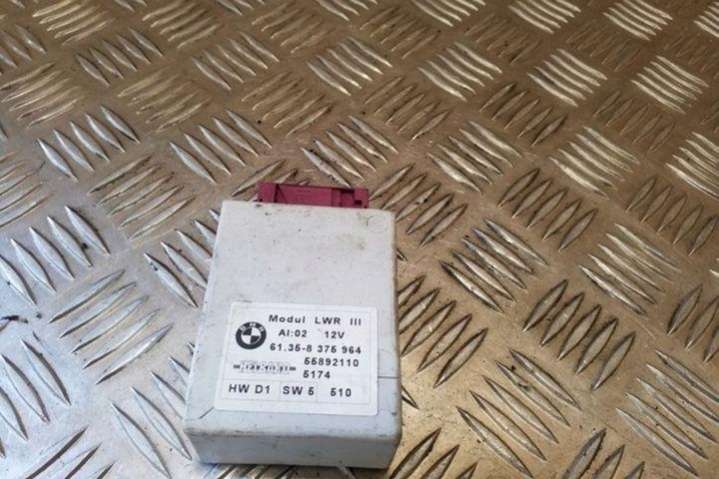 Modul LWR III
AI:02 12V
61.35-8 375 964
55892110
5174
HW D1 SW 5 510